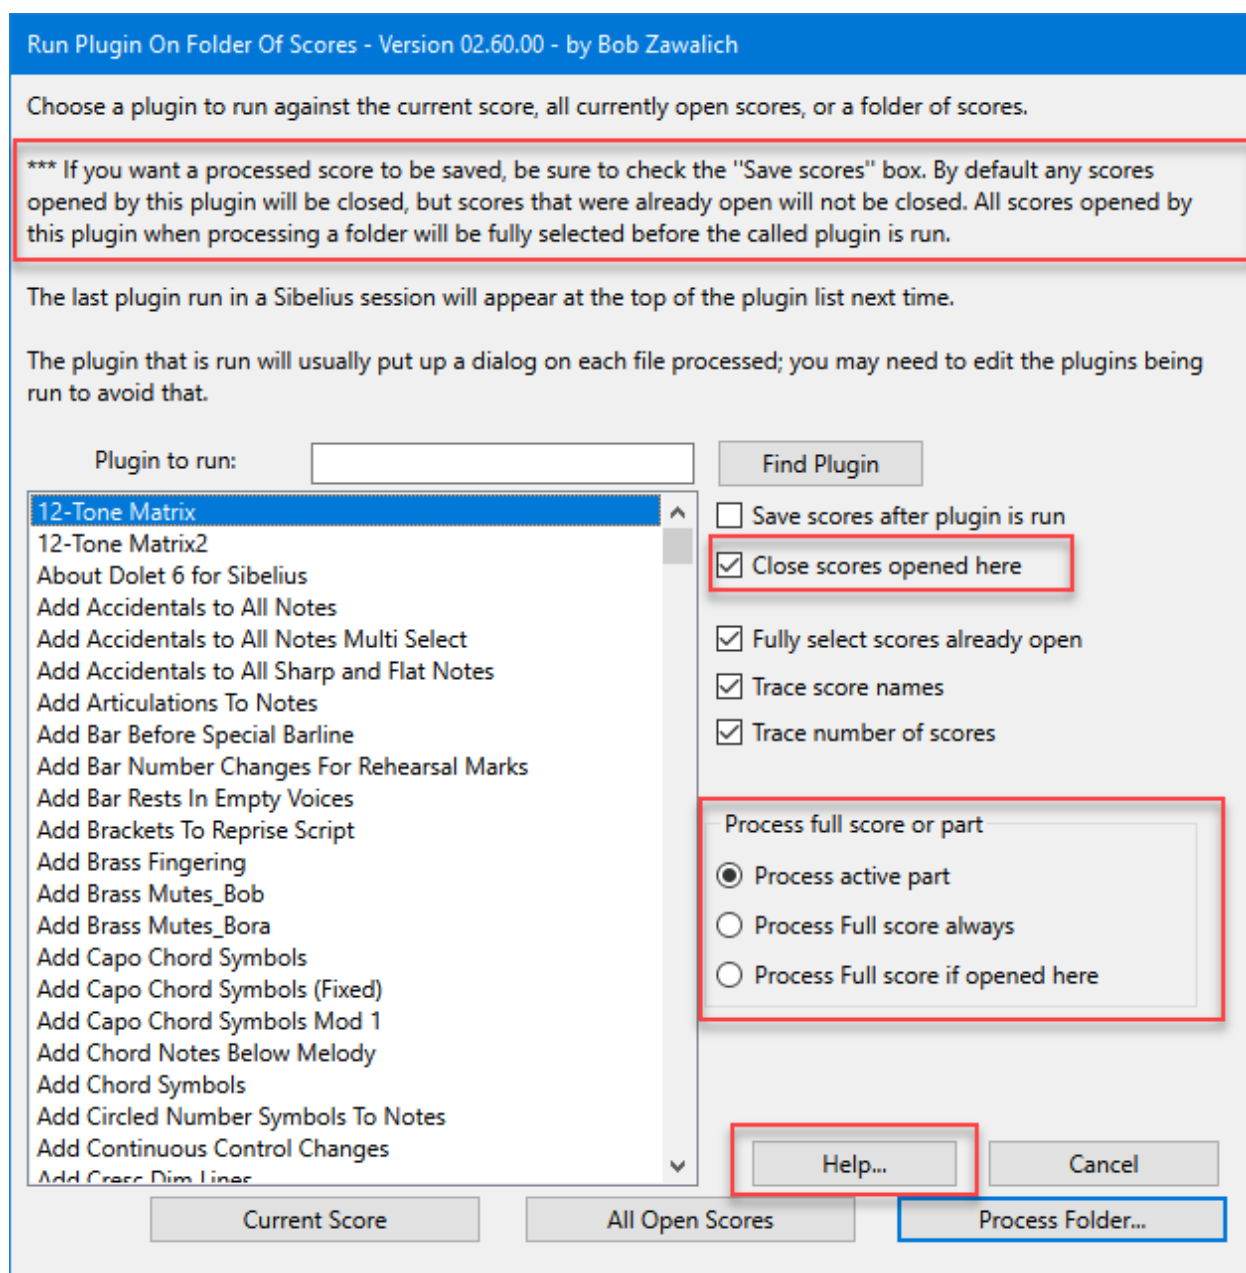 Run Plugin On Folder Of Scores - Version 02.60.00 - by Bob Zawalich
Choose a plugin to run against the current score, all currently open scores, or a folder of scores.
*** If you want a processed score to be saved, be sure to check the "Save scores" box. By default any scores
opened by this plugin will be closed, but scores that were already open will not be closed. All scores opened by
this plugin when processing a folder will be fully selected before the called plugin is run.
The last plugin run in a Sibelius session will appear at the top of the plugin list next time.
The plugin that is run will usually put up a dialog on each file processed; you may need to edit the plugins being
run to avoid that.
Plugin to run:
Find Plugin
12-Tone Matrix
12-Tone Matrix2
About Dolet 6 for Sibelius
Add Accidentals to All Notes
Add Accidentals to All Notes Multi Select
Add Accidentals to All Sharp and Flat Notes
Add Articulations To Notes
Add Bar Before Special Barline
Add Bar Number Changes For Rehearsal Marks
Add Bar Rests In Empty Voices
Add Brackets To Reprise Script
Add Brass Fingering
Add Brass Mutes_Bob
Add Brass Mutes_Bora
Add Capo Chord Symbols
Add Capo Chord Symbols (Fixed)
Add Capo Chord Symbols Mod 1
Add Chord Notes Below Melody
Add Chord Symbols
Add Circled Number Symbols To Notes
Add Continuous Control Changes
Add Cresc Dim Lines
Save scores after plugin is run
Close scores opened here
Fully select scores already open
Trace score names
Trace number of scores
Process full score or part
Process active part
Process Full score always
Process Full score if opened here
Help...
Cancel
Current Score
All Open Scores
Process Folder...